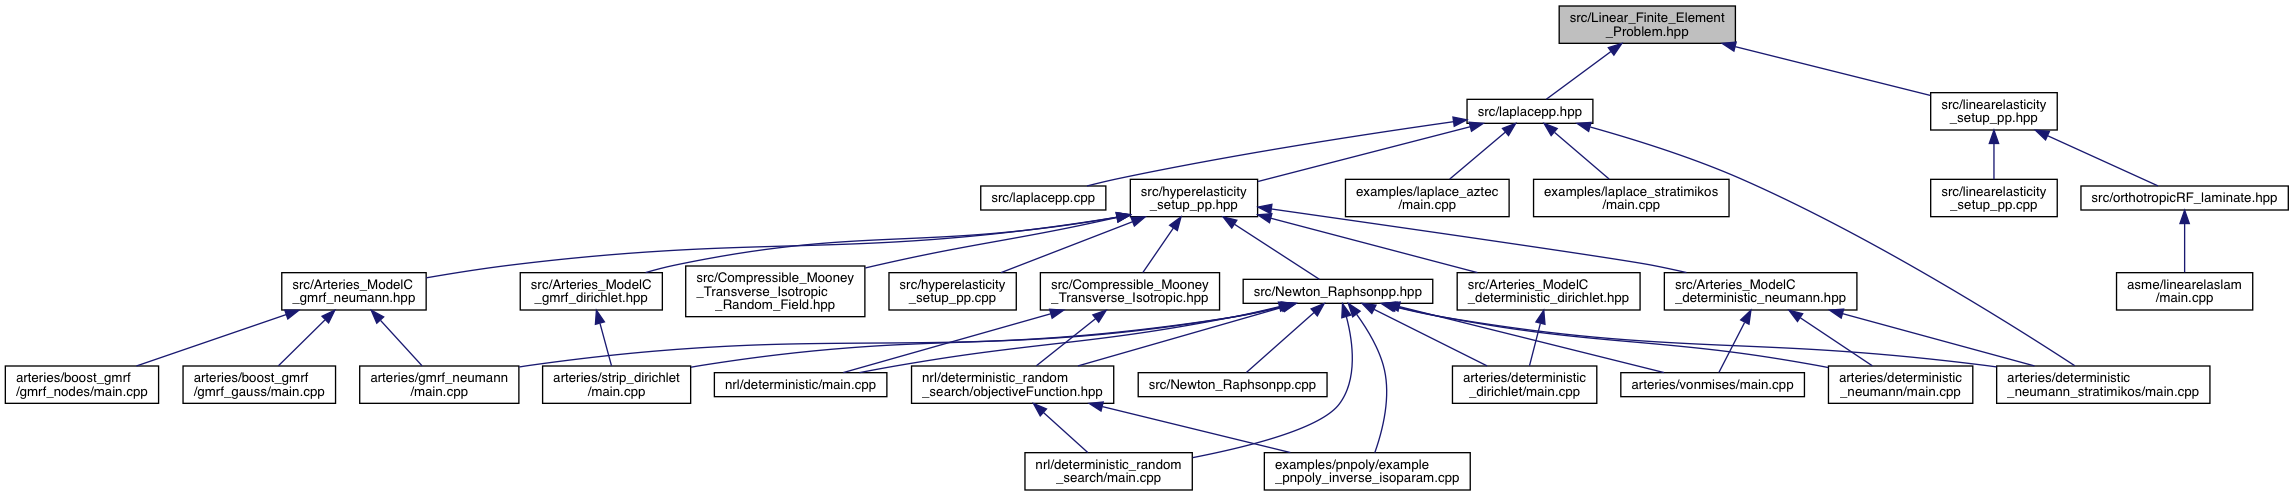 src/Linear_Finite_Element
_Problem.hpp
src/laplacepp.hpp
src/linearelasticity
_setup_pp.hpp
src/laplacepp.cpp
src/hyperelasticity
_setup_pp.hpp
examples/laplace_aztec
/main.cpp
examples/laplace_stratimikos
/main.cpp
src/linearelasticity
_setup_pp.cpp
src/orthotropicRF_laminate.hpp
src/Arteries_ModelC
_gmrf_neumann.hpp
src/Arteries_ModelC
_gmrf_dirichlet.hpp
src/Compressible_Mooney
_Transverse_Isotropic
_Random_Field.hpp
src/hyperelasticity
_setup_pp.cpp
src/Compressible_Mooney
_Transverse_Isotropic.hpp
src/Newton_Raphsonpp.hpp
src/Arteries_ModelC
_deterministic_dirichlet.hpp
src/Arteries_ModelC
_deterministic_neumann.hpp
asme/linearelaslam
/main.cpp
arteries/boost_gmrf
/gmrf_nodes/main.cpp
arteries/boost_gmrf
/gmrf_gauss/main.cpp
arteries/gmrf_neumann
/main.cpp
arteries/strip_dirichlet
/main.cpp
nrl/deterministic/main.cpp
nrl/deterministic_random
_search/objectiveFunction.hpp
src/Newton_Raphsonpp.cpp
arteries/deterministic
_dirichlet/main.cpp
arteries/vonmises/main.cpp
arteries/deterministic
_neumann/main.cpp
arteries/deterministic
_neumann_stratimikos/main.cpp
nrl/deterministic_random
_search/main.cpp
examples/pnpoly/example
_pnpoly_inverse_isoparam.cpp